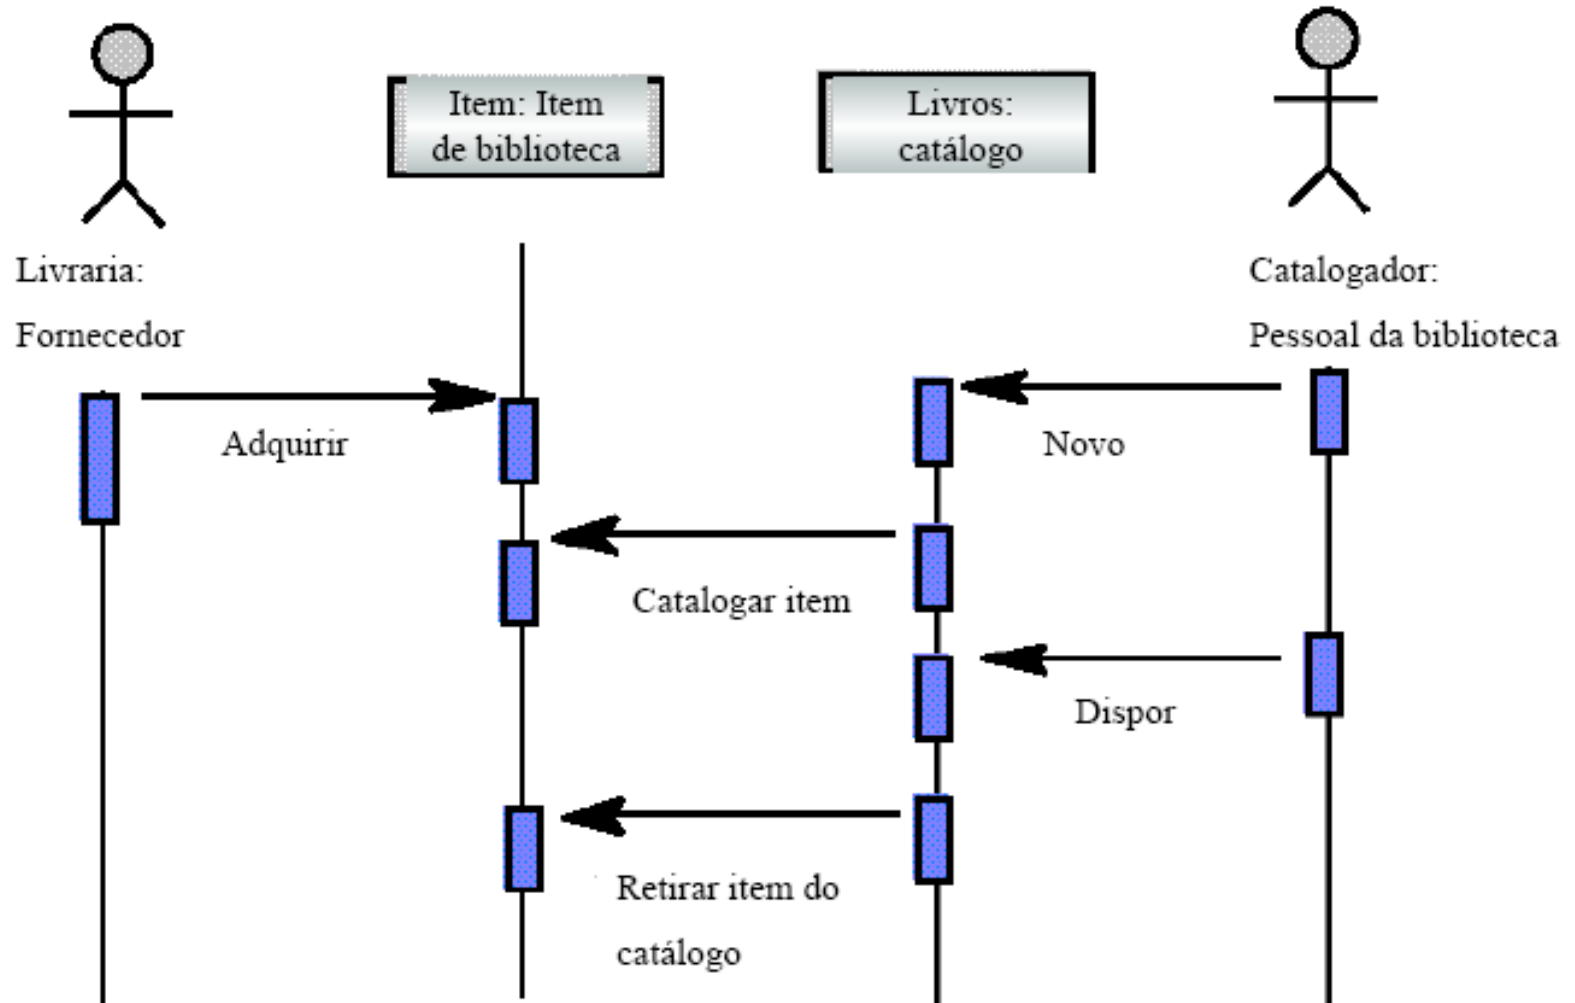 Item: Item
de biblioteca
Livros:
catálogo
Livraria:
Fornecedor
Catalogador:
Pessoal da biblioteca
Adquirir
Novo
Catalogar item
Dispor
Retirar item do
catálogo